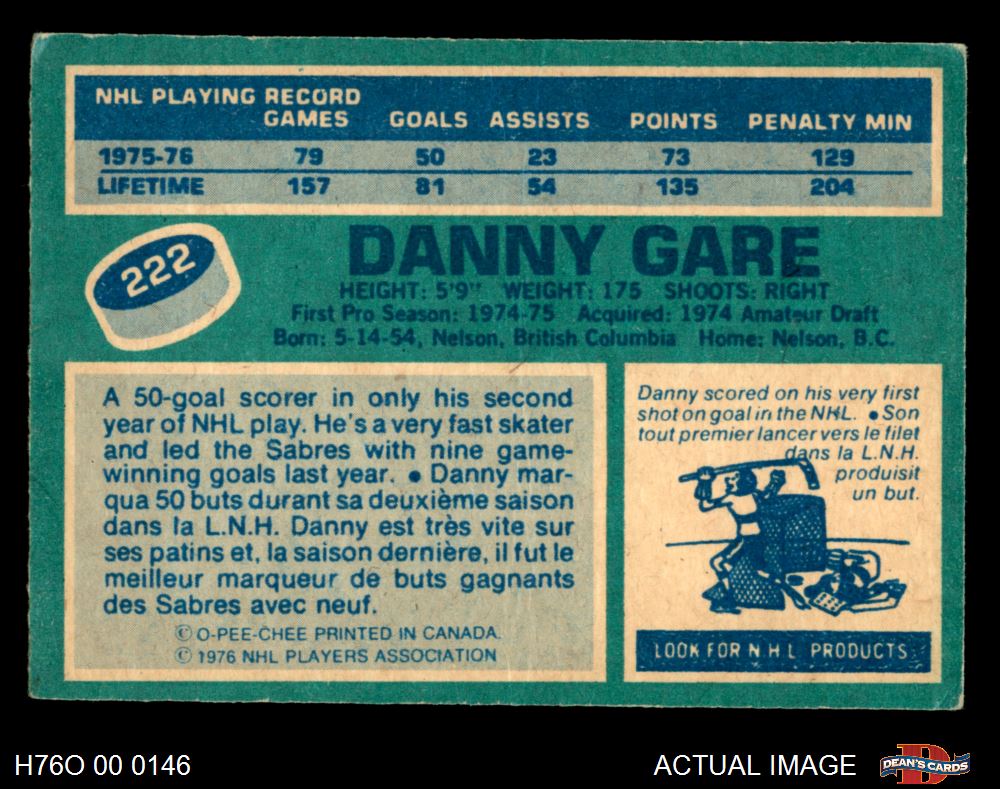 NHL PLAYING RECORD
GAMES GOALS ASSISTS POINTS PENALTY MIN
1975-76 79 50 23 73 129
LIFETIME 157 81 54 135 204
222
DANNY GARE
HEIGHT: 5'9" WEIGHT: 175 SHOOTS: RIGHT
First Pro Season: 1974-75 Acquired: 1974 Amateur Draft
Born: 5-14-54, Nelson, British Columbia Home: Nelson, B.C.
A 50-goal scorer in only his second
year of NHL play. He's a very fast skater
and led the Sabres with nine game-
winning goals last year. ● Danny mar-
qua 50 buts durant sa deuxième saison
dans la L.N.H. Danny est très vite sur
ses patins et, la saison dernière, il fut le
meilleur marqueur de buts gagnants
des Sabres avec neuf.
© O-PEE-CHEE PRINTED IN CANADA.
© 1976 NHL PLAYERS ASSOCIATION
Danny scored on his very first
shot on goal in the NHL. ● Son
tout premier lancer vers le filet
dans la L.N.H.
produisit
un but.
LOOK FOR N H L PRODUCTS
H76O 00 0146
ACTUAL IMAGE
D
DEAN'S CARDS